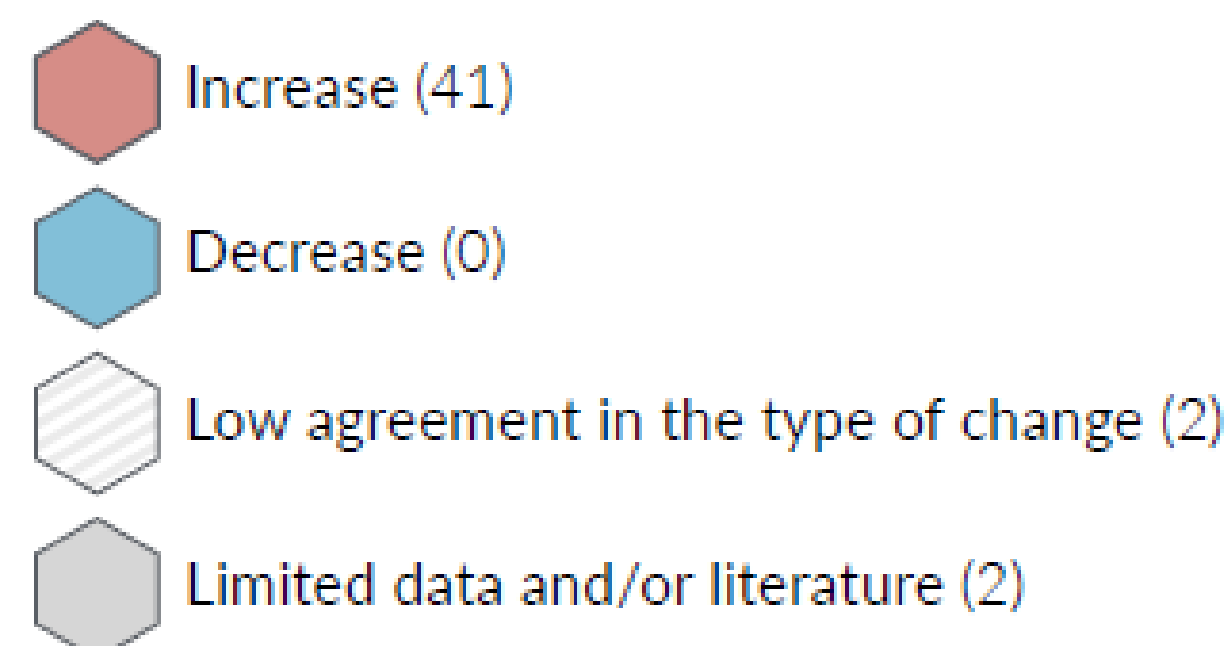 Increase (41)
Decrease (0)
Low agreement in the type of change (2)
Limited data and/or literature (2)